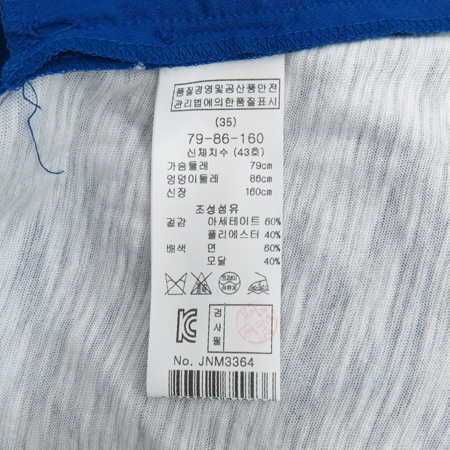 품질경영및공산품안전
관리법에의한품질표시
(35)
79-86-160
신체치수 (43호)
가슴둘레 79cm
엉덩이둘레 86cm
신장 160cm
조성섬유
겉감 아세테이트 60%
폴리에스터 40%
배색 면 60%
모달 40%
드라이
검사필
No. JNM3364